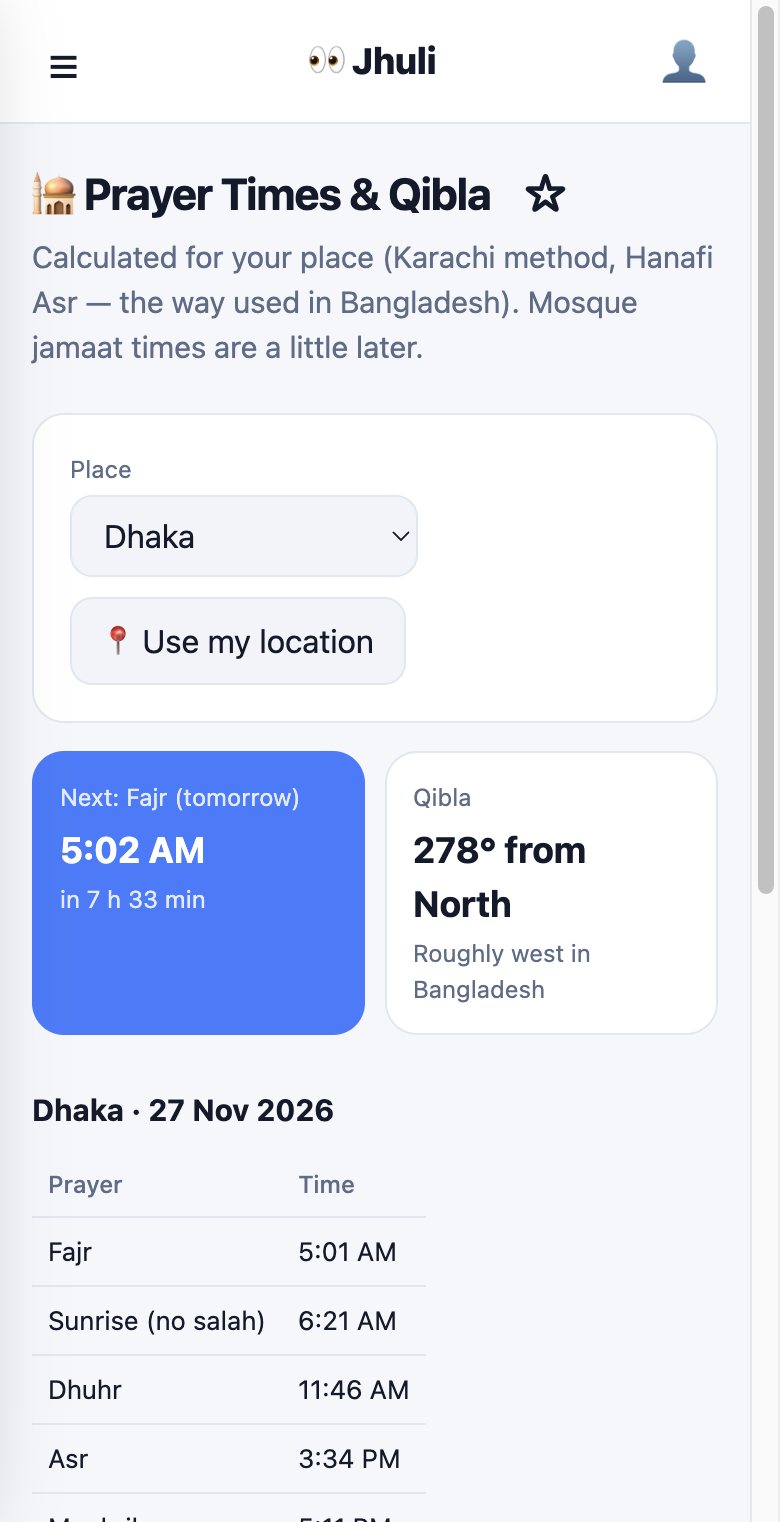 Jhuli
Prayer Times & Qibla ☆
Calculated for your place (Karachi method, Hanafi
Asr — the way used in Bangladesh). Mosque
jamaat times are a little later.
Place
Dhaka
Use my location
Next: Fajr (tomorrow)
5:02 AM
in 7 h 33 min
Qibla
278° from
North
Roughly west in
Bangladesh
Dhaka · 27 Nov 2026
Prayer Time
Fajr 5:01 AM
Sunrise (no salah) 6:21 AM
Dhuhr 11:46 AM
Asr 3:34 PM